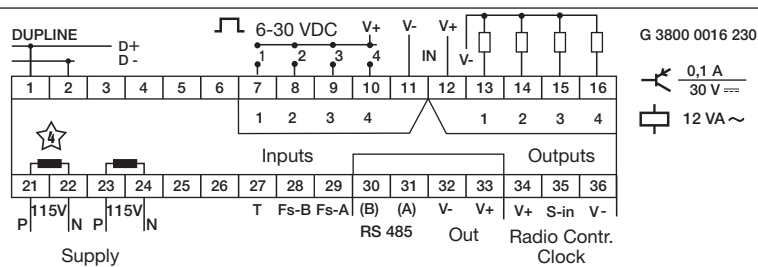 6-30 VDC V+ V- V+ G 3800 0016 230
DUPLINE D+ 1 2 3 4 IN V-
D -
0,1 A
30 V
1 2 3 4 5 6 7 8 9 10 11 12 13 14 15 16
1 2 3 4 1 2 3 4
12 VA ~
4
Inputs Outputs
21 22 23 24 25 26 27 28 29 30 31 32 33 34 35 36
P 115V N P 115V N T Fs-B Fs-A (B) (A) V- V+ V+ S-in V-
RS 485 Out Radio Contr.
Supply Clock